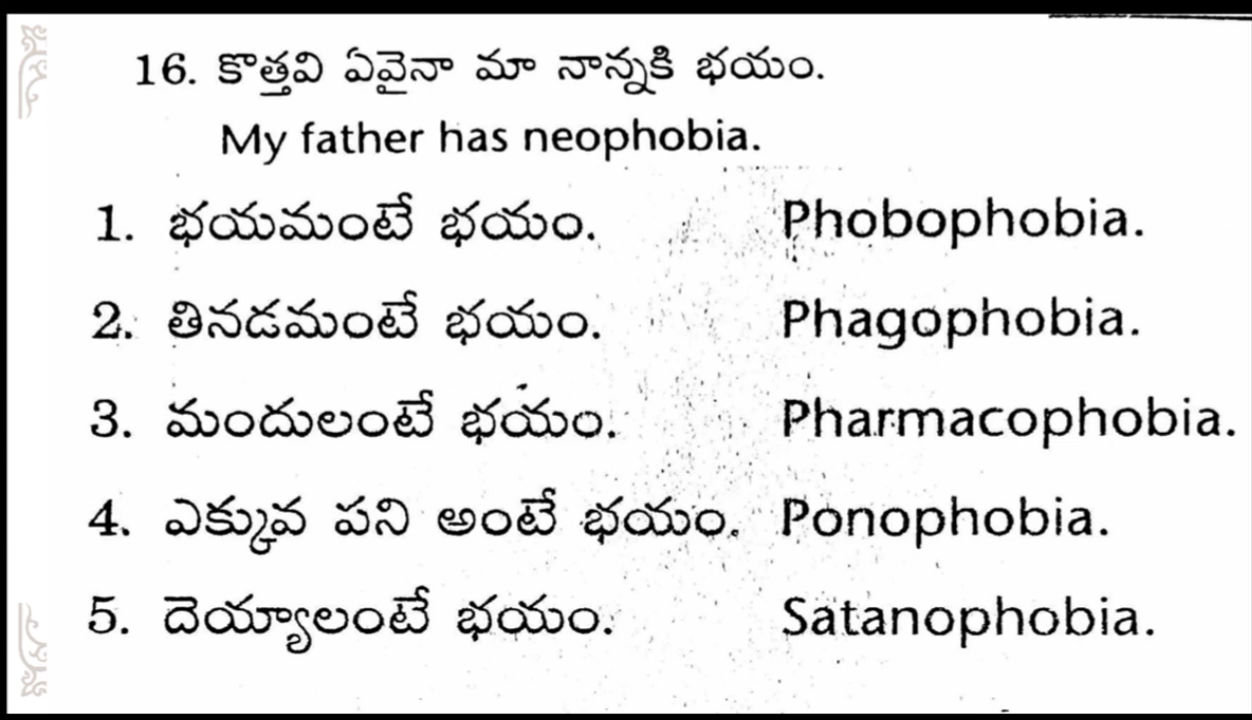 16. కొత్తవి ఏవైనా మా నాన్నకి భయం.
My father has neophobia.
1. భయమంటే భయం. Phobophobia.
2. తినడమంటే భయం. Phagophobia.
3. మందులంటే భయం. Pharmacophobia.
4. ఎక్కువ పని అంటే భయం. Ponophobia.
5. దెయ్యాలంటే భయం. Satanophobia.